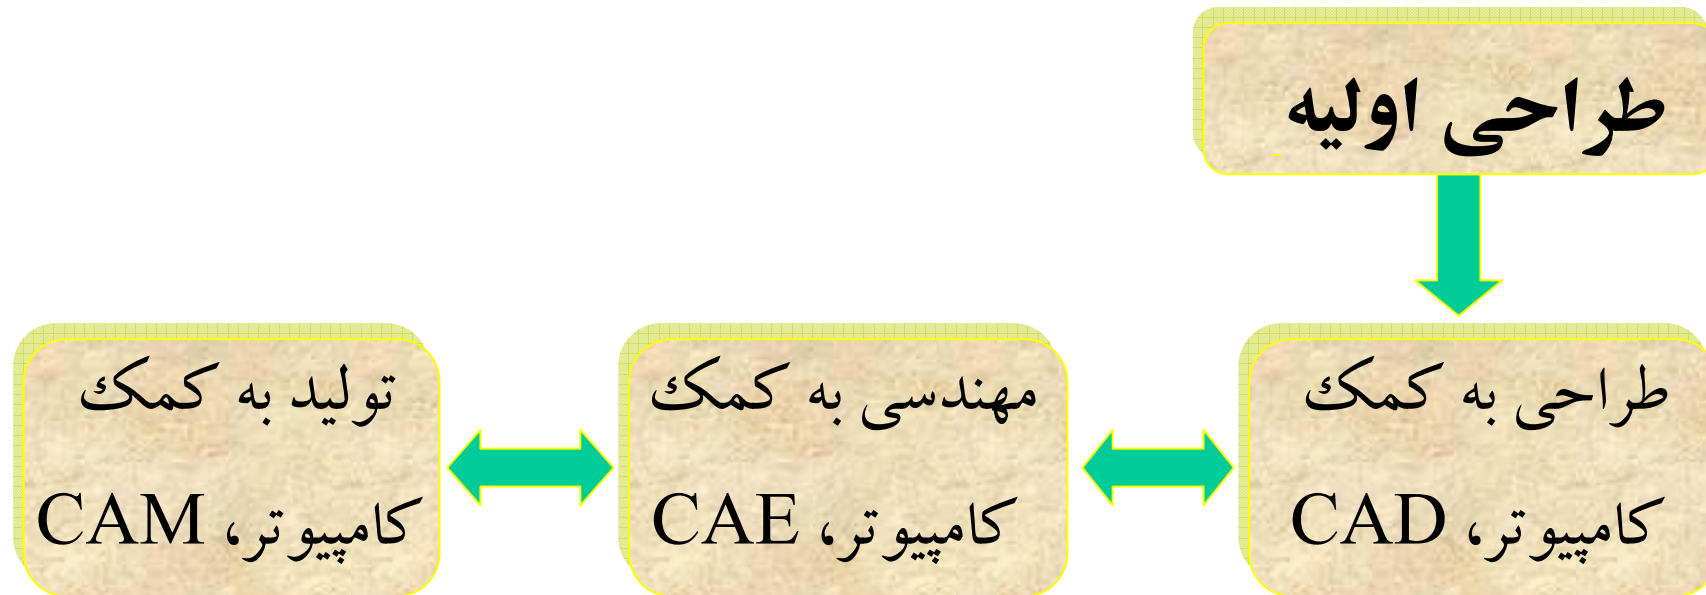 طراحی اولیه
طراحی به کمک
کامپیوتر، CAD
مهندسی به کمک
کامپیوتر، CAE
تولید به کمک
کامپیوتر، CAM